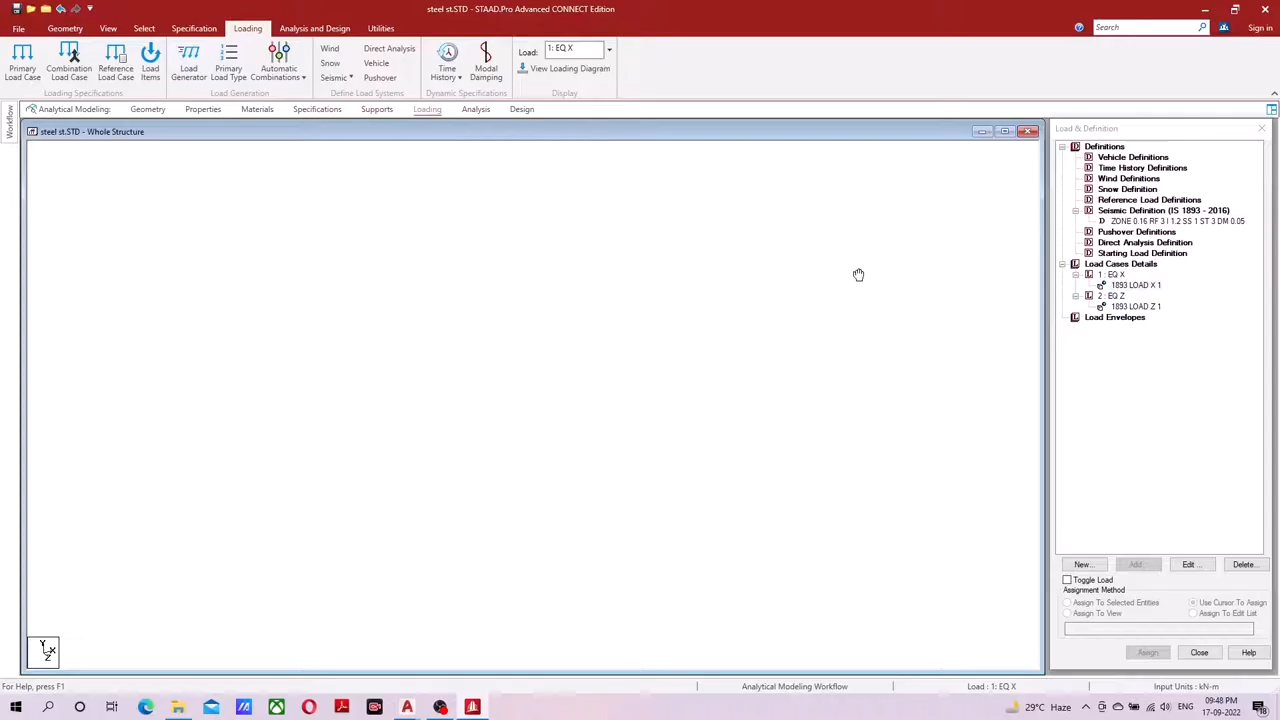 steel st.STD - STAAD.Pro Advanced CONNECT Edition
File Geometry View Select Specification Loading Analysis and Design Utilities
Search
Sign in
Primary Load Case
Combination Load Case
Reference Load Case
Load Items
Loading Specifications
Load Generator
Primary Load Type
Automatic Combinations
Load Generation
Wind Direct Analysis
Snow Vehicle
Seismic Pushover
Define Load Systems
Time History
Modal Damping
Dynamic Specifications
Load: 1: EQ X
View Loading Diagram
Display
Workflow
Analytical Modeling: Geometry Properties Materials Specifications Supports Loading Analysis Design
steel st.STD - Whole Structure
Y
X
Z
Load & Definition
Definitions
Vehicle Definitions
Time History Definitions
Wind Definitions
Snow Definition
Reference Load Definitions
Seismic Definition (IS 1893 - 2016)
ZONE 0.16 RF 3 I 1.2 SS 1 ST 3 DM 0.05
Pushover Definitions
Direct Analysis Definition
Starting Load Definition
Load Cases Details
1 : EQ X
1893 LOAD X 1
2 : EQ Z
1893 LOAD Z 1
Load Envelopes
New... Add... Edit ... Delete...
Toggle Load
Assignment Method
Assign To Selected Entities Use Cursor To Assign
Assign To View Assign To Edit List
Assign Close Help
For Help, press F1 Analytical Modeling Workflow Load : 1: EQ X Input Units : kN-m
29°C Haze ENG 09:48 PM
17-09-2022
18